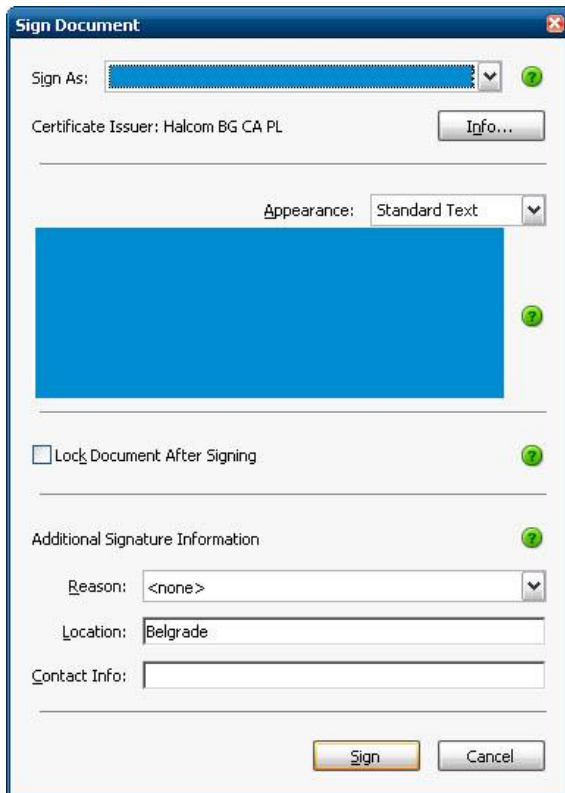 Sign Document
Sign As:
Certificate Issuer: Halcom BG CA PL
Info...
Appearance: Standard Text
Lock Document After Signing
Additional Signature Information
Reason: <none>
Location: Belgrade
Contact Info:
Sign Cancel